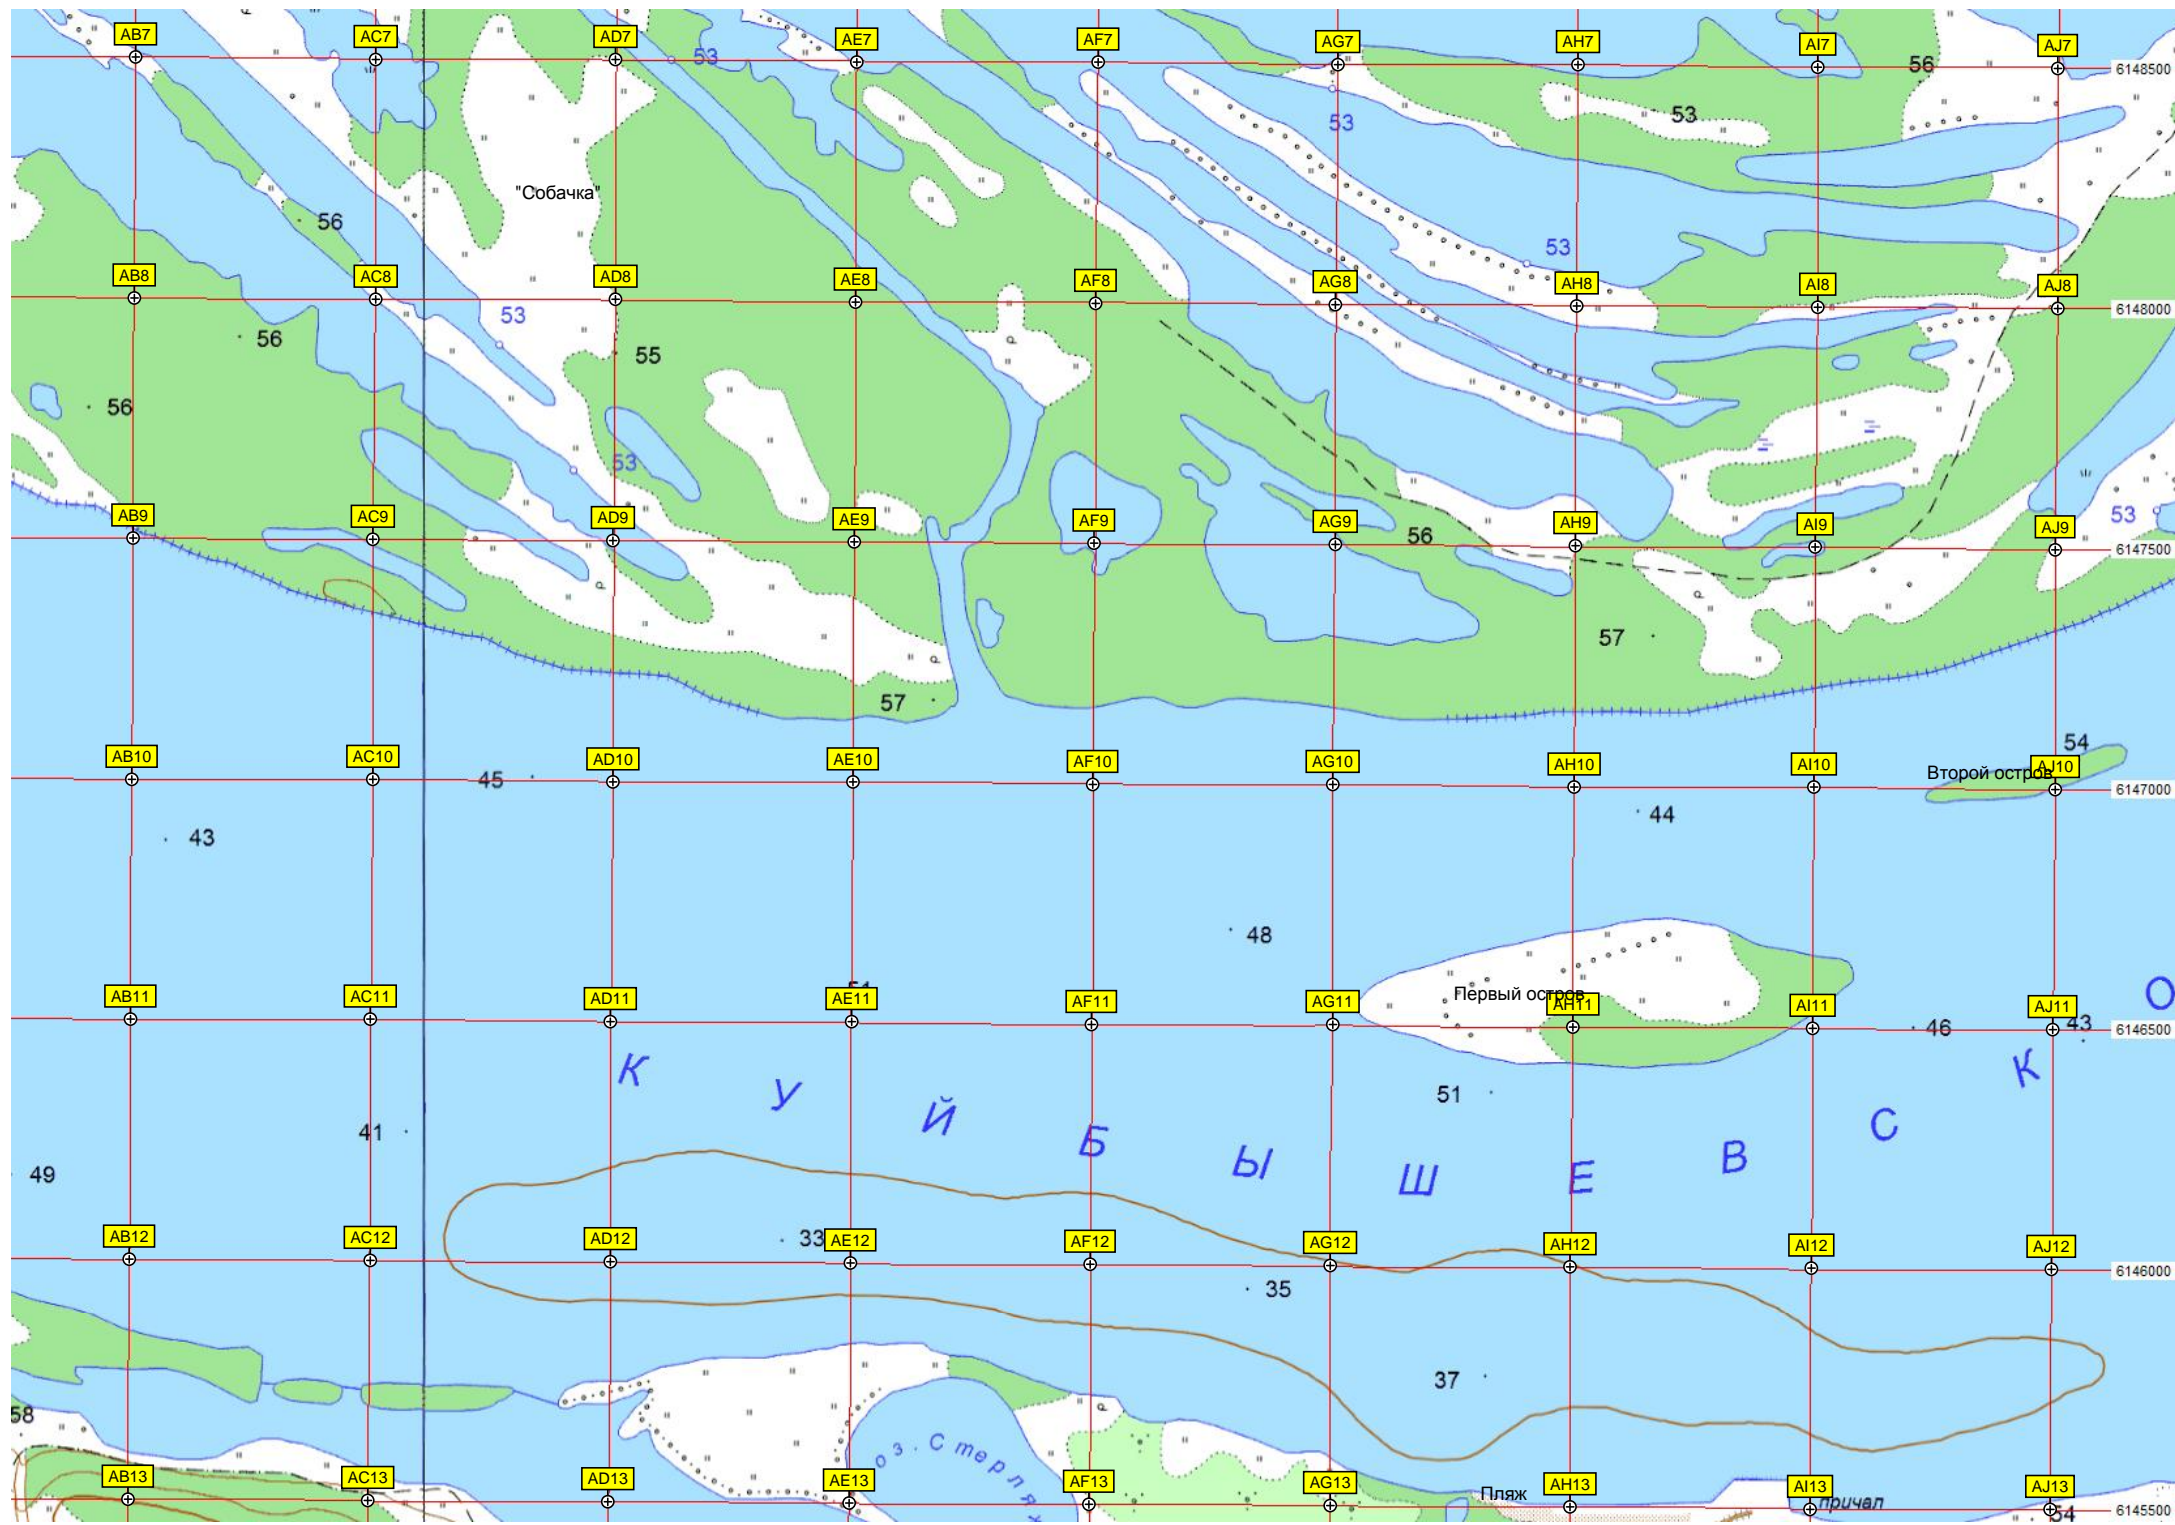 AB7 AC7 AD7 AE7 AF7 AG7 AH7 AI7 AJ7
53 56 6148500
53 53
"Собачка"
56 53
AB8 AC8 AD8 AE8 AF8 AG8 AH8 AI8 AJ8
53 6148000
56 55
56
53
AB9 AC9 AD9 AE9 AF9 AG9 AH9 AI9 AJ9
56 53 6147500
57
57
54
AB10 AC10 AD10 AE10 AF10 AG10 AH10 AI10 AJ10
45 Второй остров 6147000
43 44
48
AB11 AC11 AD11 AE11 AF11 AG11 AH11 AI11 AJ11
Первый остров
46 43 6146500
КУЙБЫШЕВСКО
51
41
49
AB12 AC12 AD12 AE12 AF12 AG12 AH12 AI12 AJ12
33 6146000
35
37
58
оз. Стерля
AB13 AC13 AD13 AE13 AF13 AG13 AH13 AI13 AJ13
Пляж причал 54 6145500